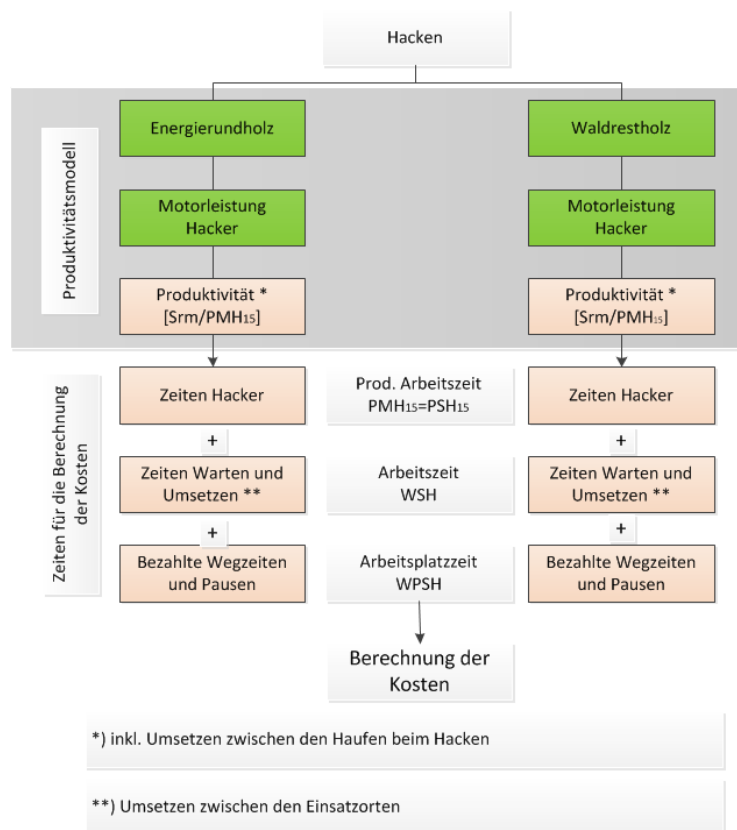 Hacken
Produktivitätsmodell
Energierundholz
Waldrestholz
Motorleistung
Hacker
Motorleistung
Hacker
Produktivität *
[Srm/PMH15]
Produktivität *
[Srm/PMH15]
Zeiten für die Berechnung
der Kosten
Zeiten Hacker
Prod. Arbeitszeit
PMH15=PSH15
Zeiten Hacker
+
+
Zeiten Warten und
Umsetzen **
Arbeitszeit
WSH
Zeiten Warten und
Umsetzen **
+
+
Bezahlte Wegzeiten
und Pausen
Arbeitsplatzzeit
WPSH
Bezahlte Wegzeiten
und Pausen
Berechnung der
Kosten
*) inkl. Umsetzen zwischen den Haufen beim Hacken
**) Umsetzen zwischen den Einsatzorten